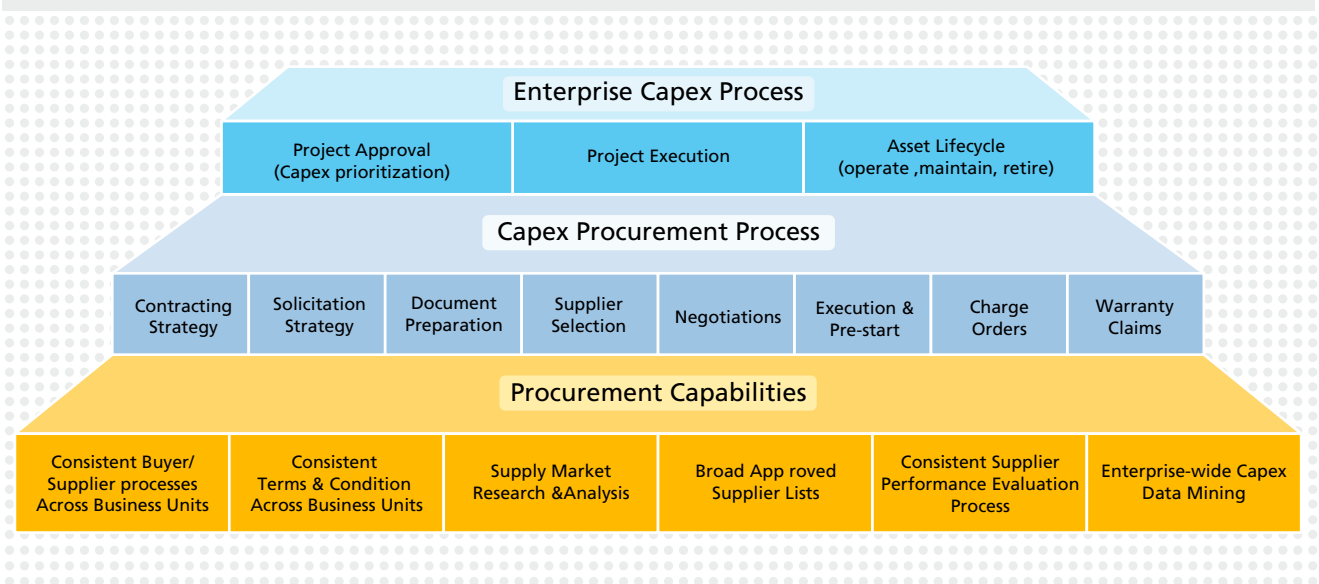 Enterprise Capex Process
Project Approval
(Capex prioritization)
Project Execution
Asset Lifecycle
(operate ,maintain, retire)
Capex Procurement Process
Contracting
Strategy
Solicitation
Strategy
Document
Preparation
Supplier
Selection
Negotiations
Execution &
Pre-start
Charge
Orders
Warranty
Claims
Procurement Capabilities
Consistent Buyer/
Supplier processes
Across Business Units
Consistent
Terms & Condition
Across Business Units
Supply Market
Research &Analysis
Broad App roved
Supplier Lists
Consistent Supplier
Performance Evaluation
Process
Enterprise-wide Capex
Data Mining